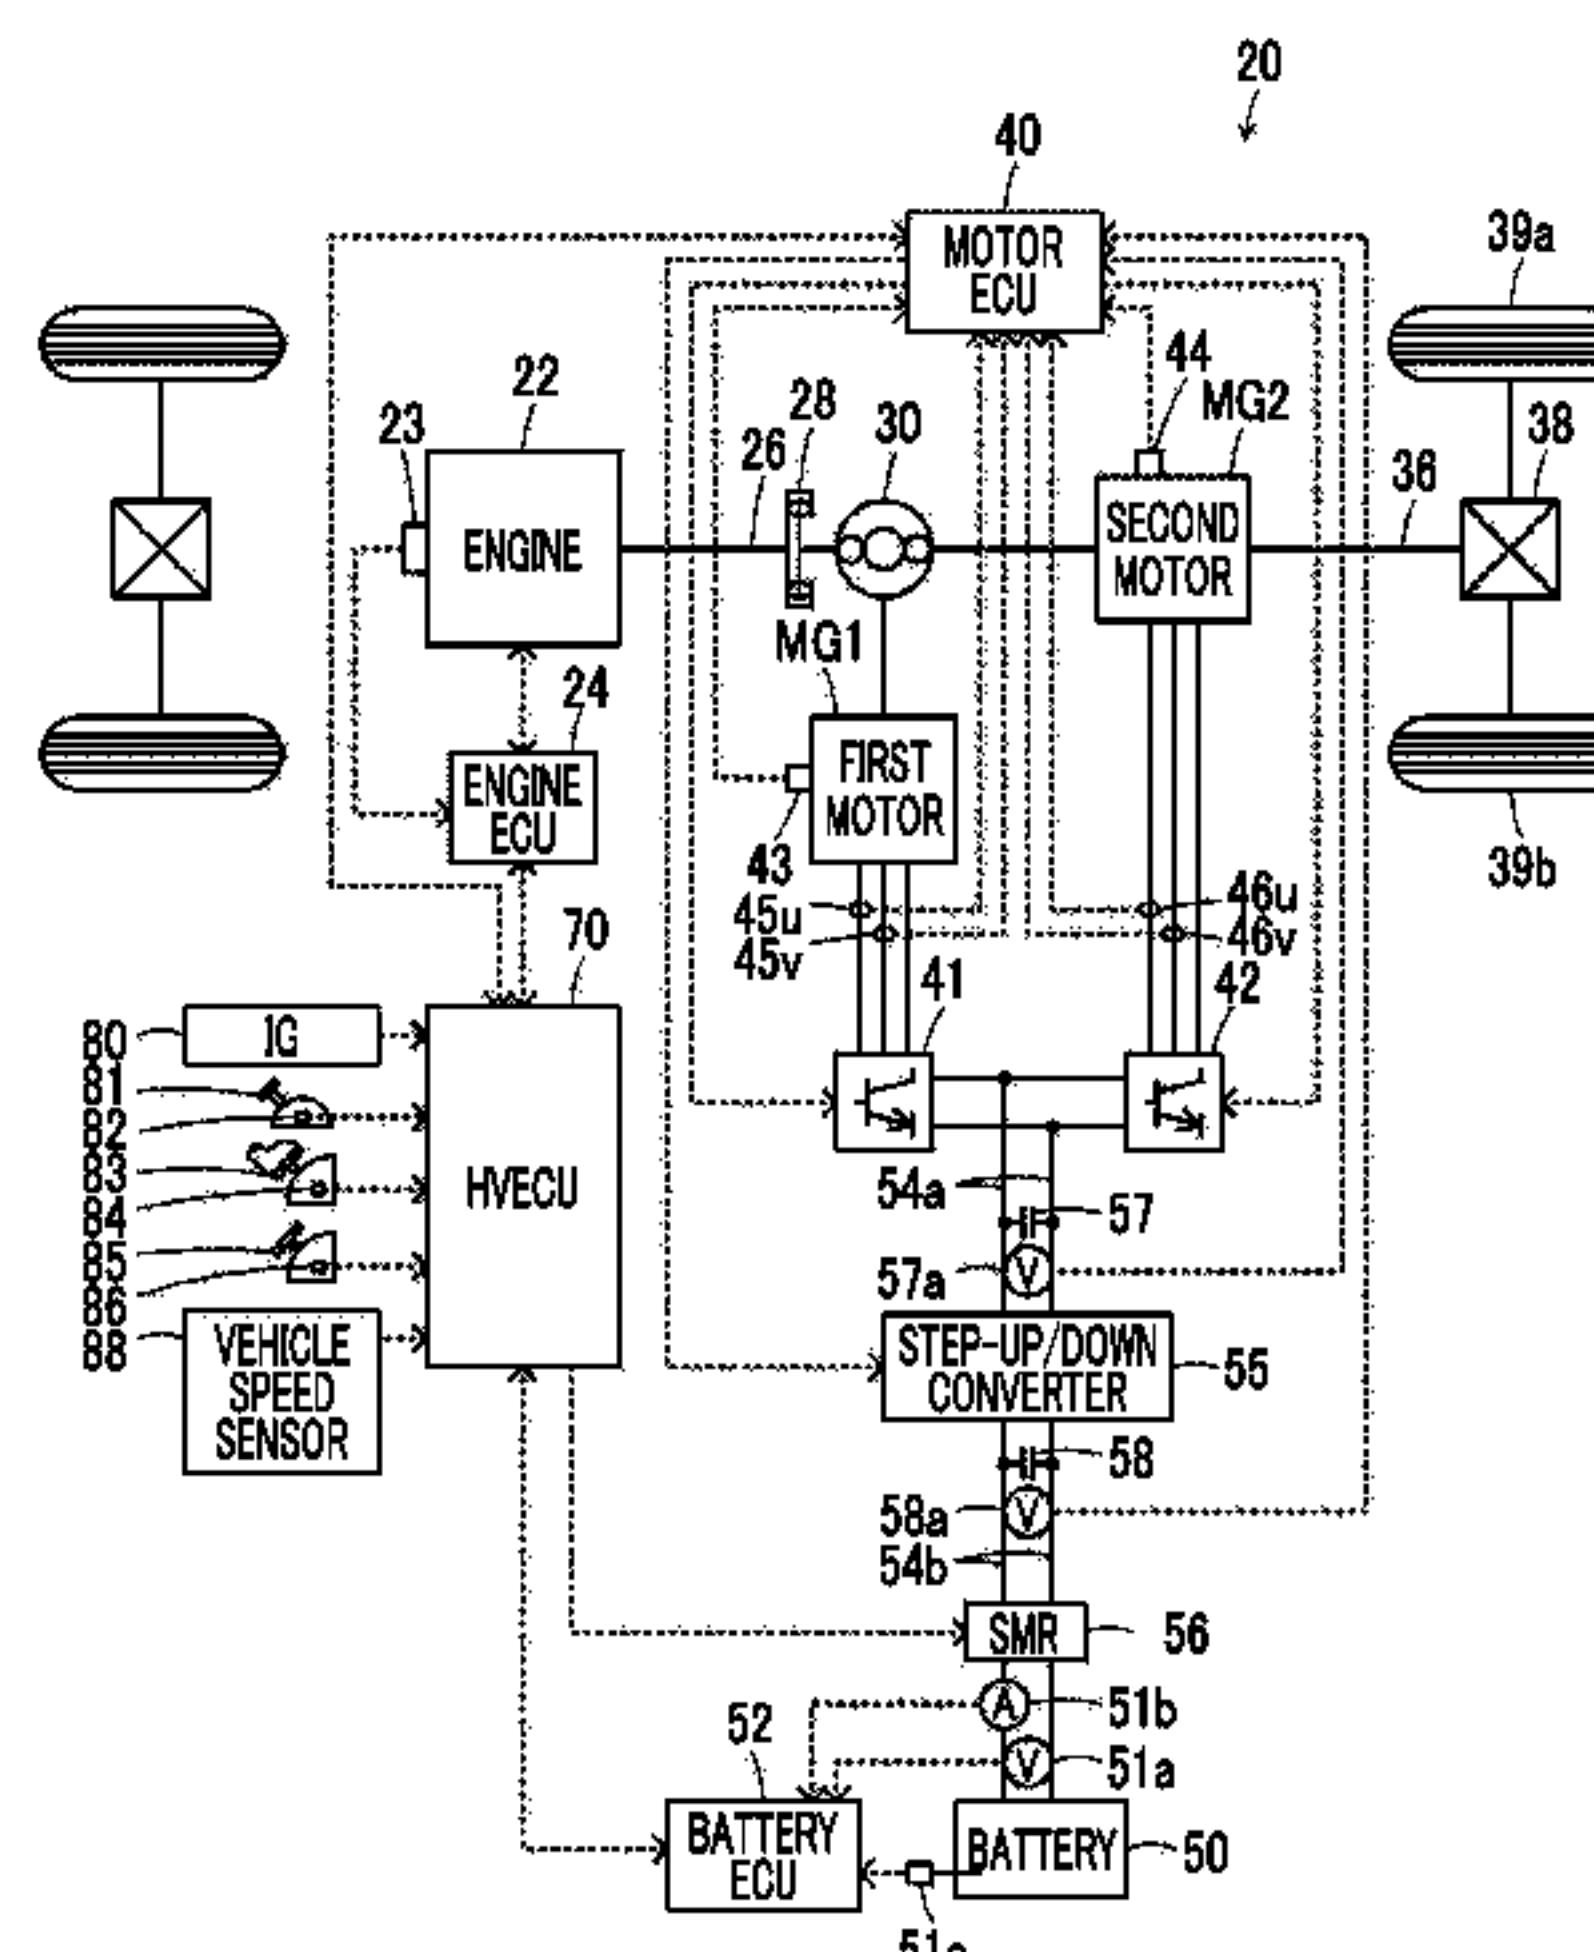 20
40
MOTOR
ECU
39a
22
23
28
30
26
44
MG2
38
36
ENGINE
SECOND
MOTOR
MG1
24
ENGINE
ECU
FIRST
MOTOR
43
45u
45v
46u
46v
39b
70
41
42
80
IG
81
82
83
84
85
86
88
HVECU
VEHICLE
SPEED
SENSOR
54a
57
57a
V
STEP-UP/DOWN
CONVERTER
55
58
58a
V
54b
SMR
56
A
51b
52
V
51a
BATTERY
ECU
BATTERY
50